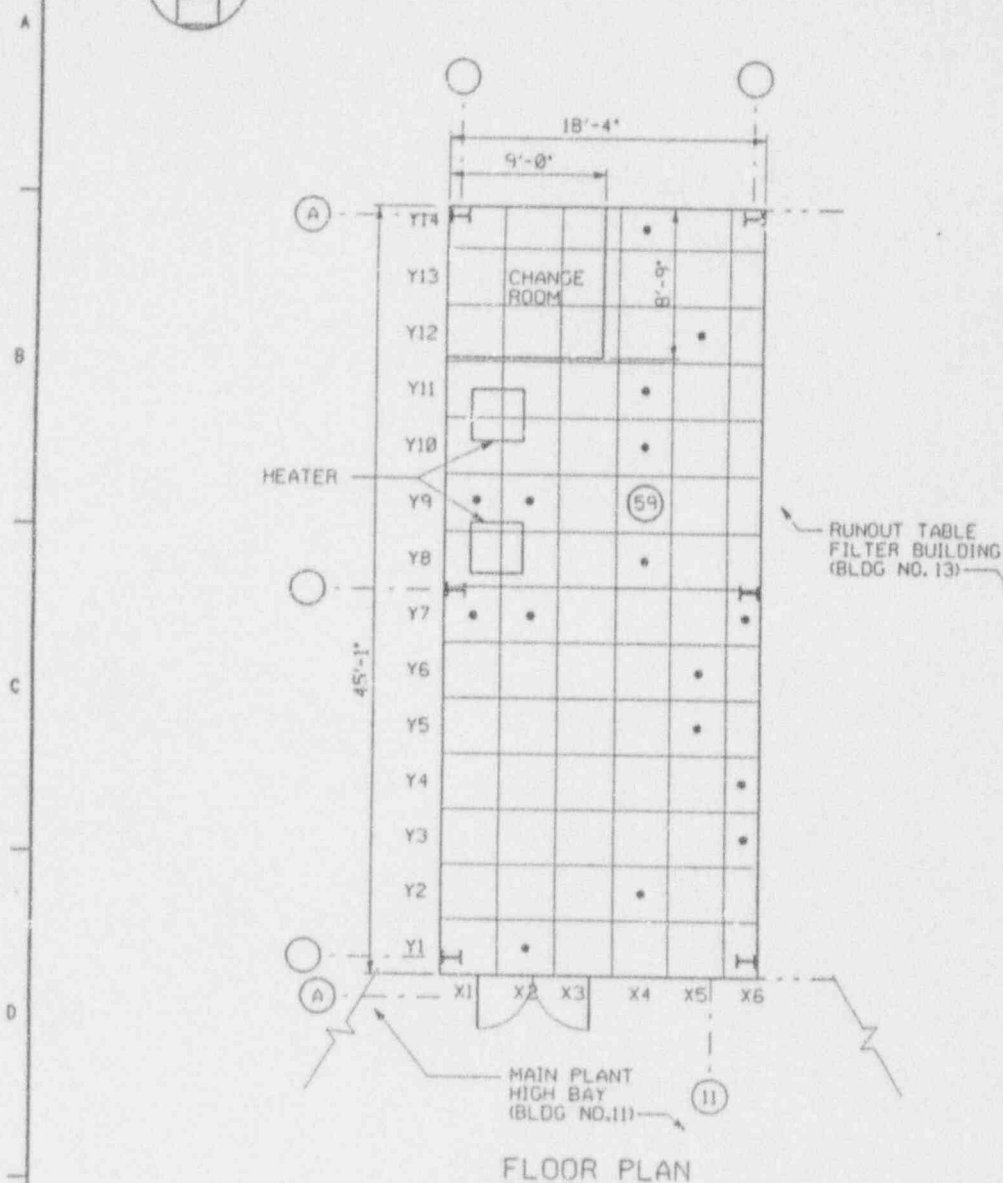 A
18'-4"
9'-0"
A
Y14
Y13
CHANGE
ROOM
8'-9"
B
Y12
Y11
Y10
HEATER
Y9
59
RUNOUT TABLE
FILTER BUILDING
(BLDG NO. 13)
Y8
Y7
C
45'-1"
Y6
Y5
Y4
Y3
Y2
Y1
D
A
X1
X2
X3
X4
X5
X6
MAIN PLANT
HIGH BAY
(BLDG NO.11)
11
FLOOR PLAN